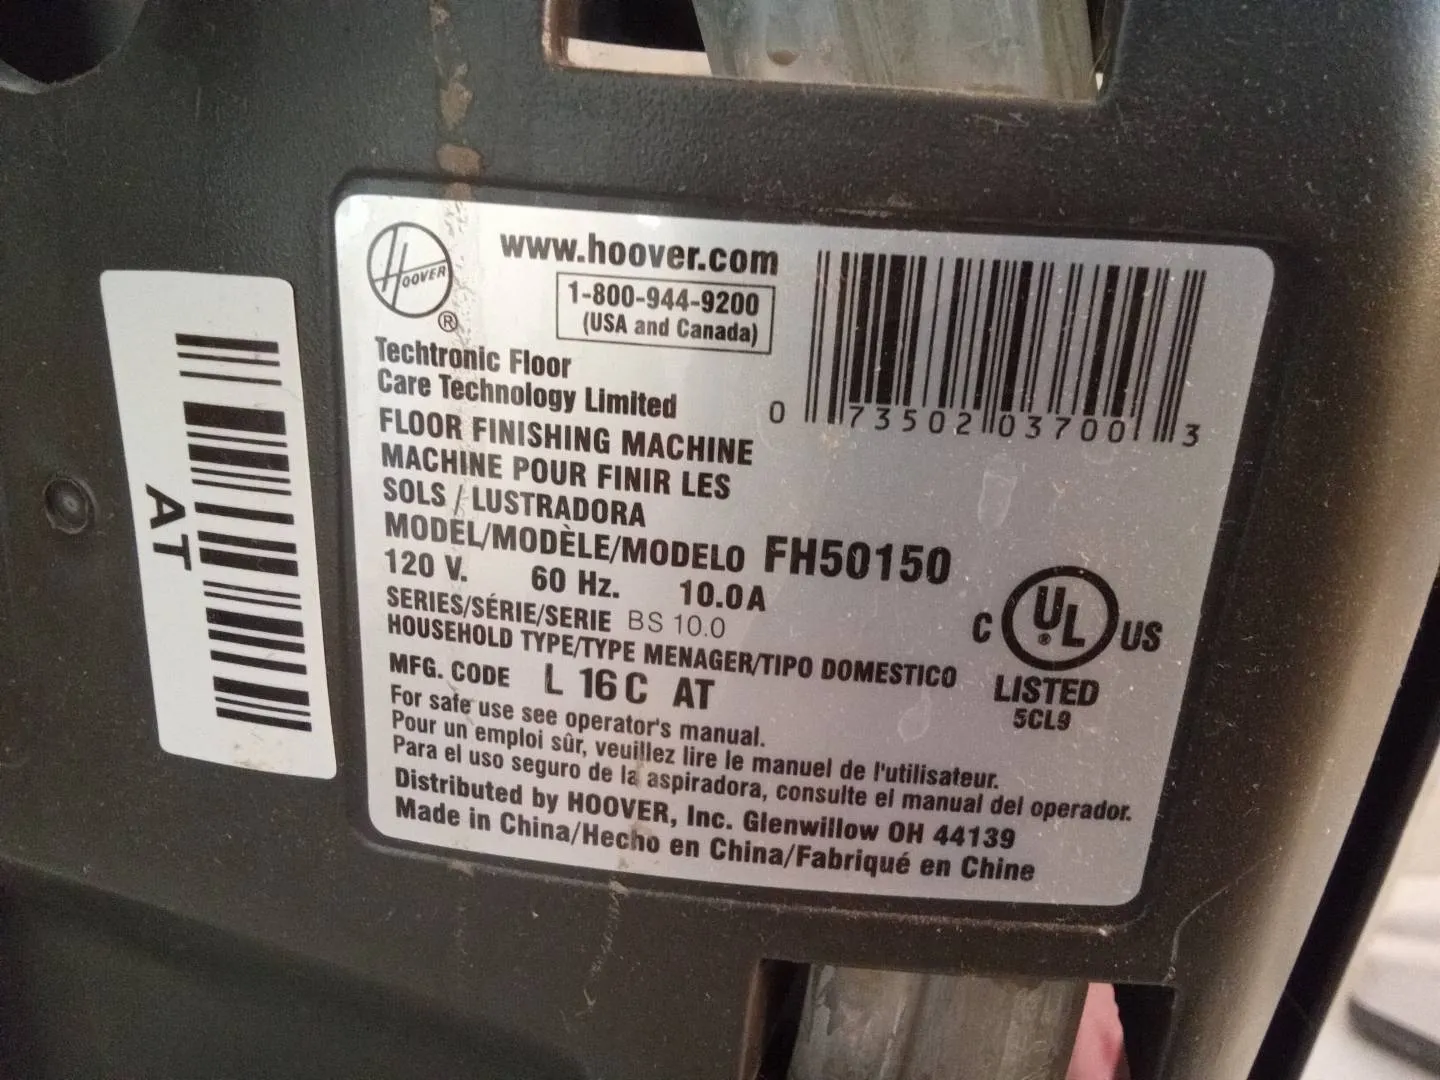 HOOVER
®
www.hoover.com
1-800-944-9200
(USA and Canada)
0 73502 03700 3
Techtronic Floor
Care Technology Limited
FLOOR FINISHING MACHINE
MACHINE POUR FINIR LES
SOLS / LUSTRADORA
MODEL/MODÈLE/MODELO FH50150
120 V. 60 Hz. 10.0A
SERIES/SÉRIE/SERIE BS 10.0
HOUSEHOLD TYPE/TYPE MENAGER/TIPO DOMESTICO
MFG. CODE L 16 C AT
C UL ® US
LISTED
5CL9
For safe use see operator's manual.
Pour un emploi sûr, veuillez lire le manuel de l'utilisateur.
Para el uso seguro de la aspiradora, consulte el manual del operador.
Distributed by HOOVER, Inc. Glenwillow OH 44139
Made in China/Hecho en China/Fabriqué en Chine
AT